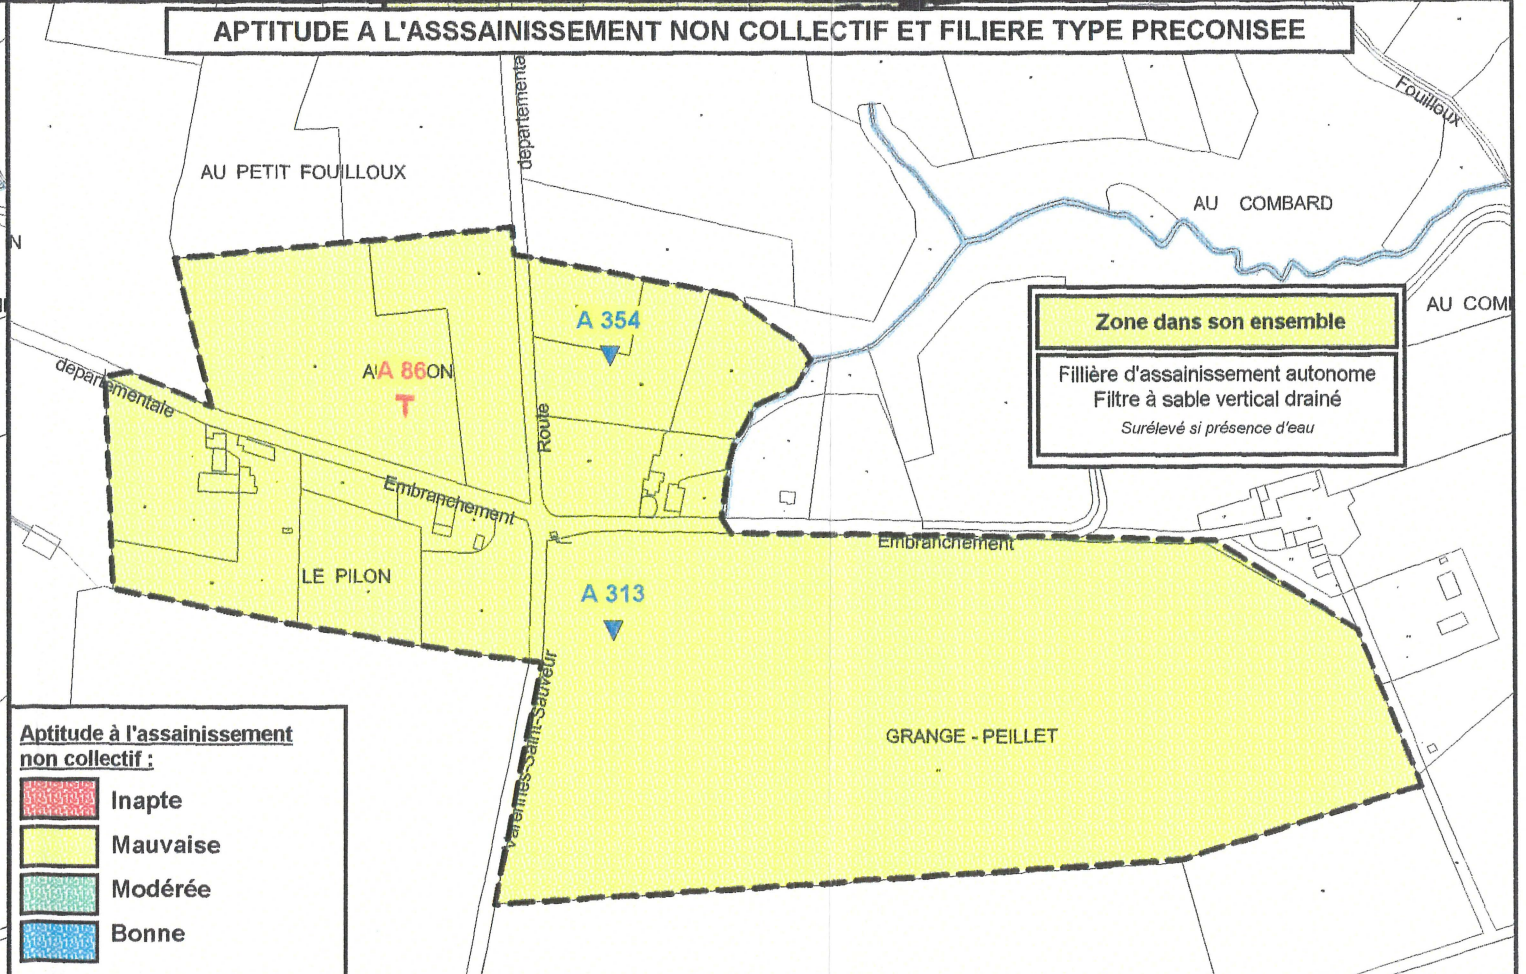 APTITUDE A L'ASSSAINISSEMENT NON COLLECTIF ET FILIERE TYPE PRECONISEE
departementa
Fouilloux
AU PETIT FOUILLOUX
AU COMBARD
N
AU COM
A 354
Zone dans son ensemble
A 86
ON
T
departementale
Fillière d'assainissement autonome
Filtre à sable vertical drainé
Surélevé si présence d'eau
Route
Embranchement
Embranchement
LE PILON
A 313
Varennes-Saint-Sauveur
GRANGE - PEILLET
Aptitude à l'assainissement
non collectif :
Inapte
Mauvaise
Modérée
Bonne